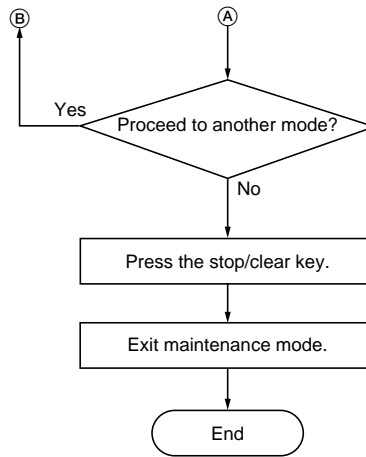 B
A
Yes
Proceed to another mode?
No
Press the stop/clear key.
Exit maintenance mode.
End